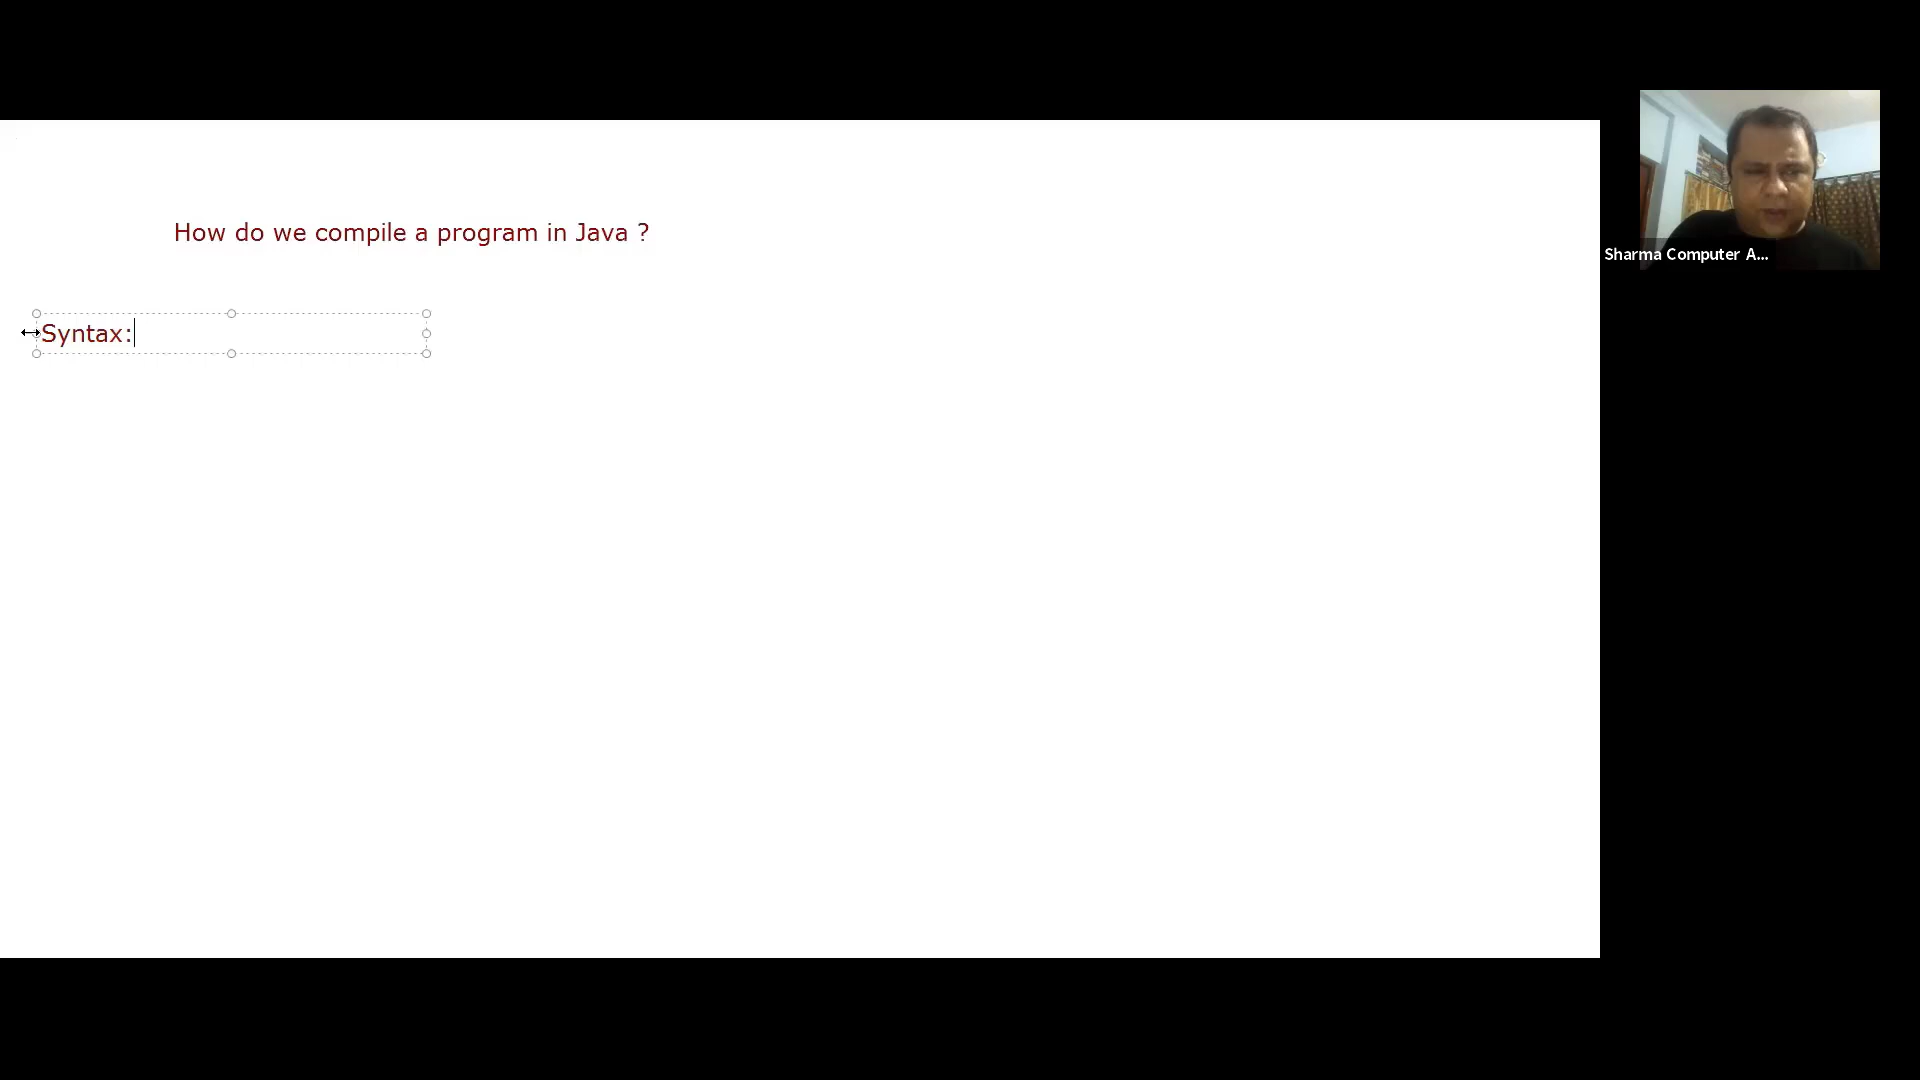 How do we compile a program in Java ?
Syntax:
Sharma Computer A...